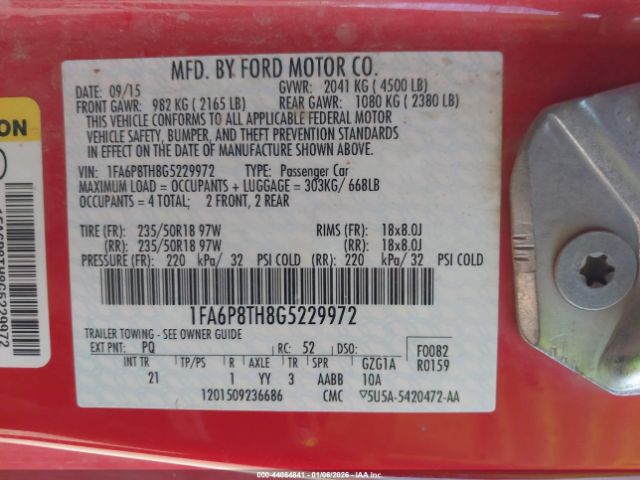 MFD. BY FORD MOTOR CO.
DATE: 09/15 GVWR: 2041 KG ( 4500 LB)
FRONT GAWR: 982 KG ( 2165 LB) REAR GAWR: 1080 KG ( 2380 LB)
THIS VEHICLE CONFORMS TO ALL APPLICABLE FEDERAL MOTOR
VEHICLE SAFETY, BUMPER, AND THEFT PREVENTION STANDARDS
IN EFFECT ON THE DATE OF MANUFACTURE SHOWN ABOVE.
VIN: 1FA6P8TH8G5229972 TYPE: Passenger Car
MAXIMUM LOAD = OCCUPANTS + LUGGAGE = 303KG/ 668LB
OCCUPANTS = 4 TOTAL; 2 FRONT, 2 REAR
TIRE (FR): 235/50R18 97W RIMS (FR): 18x8.0J
(RR): 235/50R18 97W (RR): 18x8.0J
PRESSURE (FR): 220 kPa/ 32 PSI COLD (RR): 220 kPa/ 32 PSI COLD
1FA6P8TH8G5229972
TRAILER TOWING - SEE OWNER GUIDE
EXT PNT: PQ RC: 52 DSO: F0082
INT TR TP/PS R AXLE TR SPR GZG1A R0159
21 1 YY 3 AABB 10A
1201509236686 CMC ▽5U5A-5420472-AA
ON
1FA6P8TH8G5229972
000 - 44084841 - 01/06/2026 - IAA Inc.